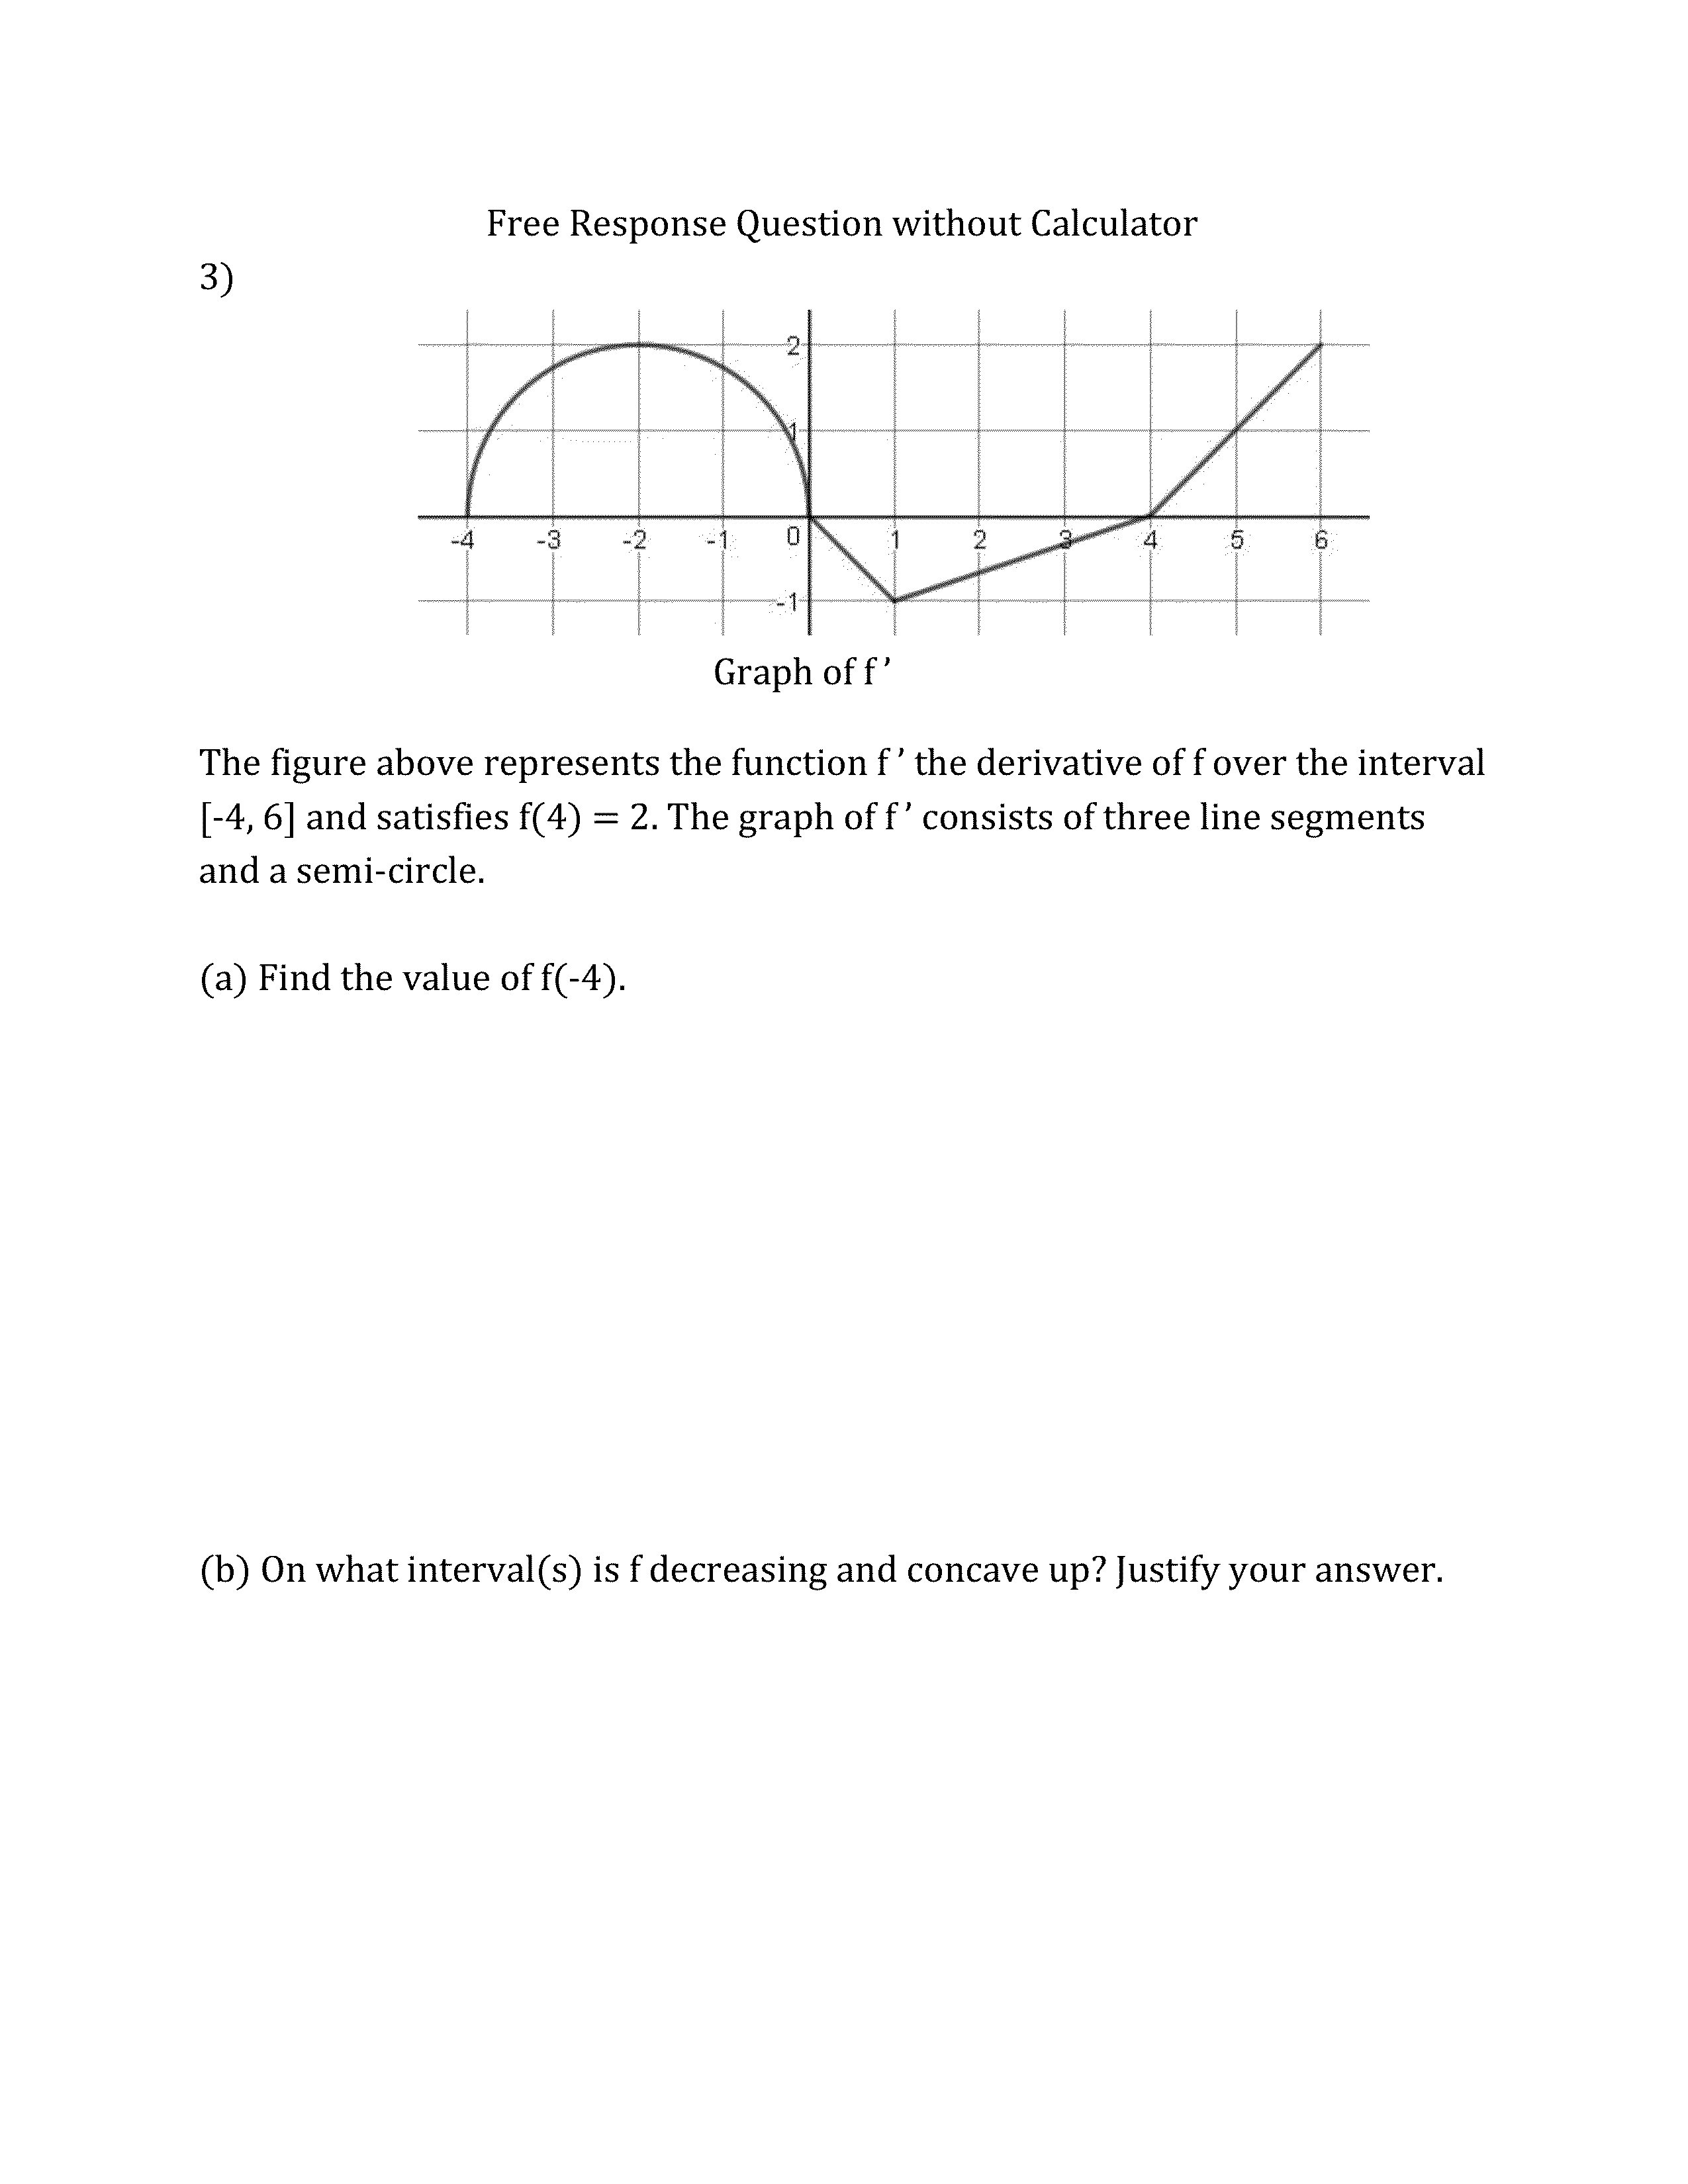 Free Response Question without Calculator
3)
2
1
-4 -3 -2 -1 0 1 2 3 4 5 6
-1
Graph of f ’
The figure above represents the function f ’ the derivative of f over the interval
[-4, 6] and satisfies f(4) = 2. The graph of f ’ consists of three line segments
and a semi-circle.
(a) Find the value of f(-4).
(b) On what interval(s) is f decreasing and concave up? Justify your answer.